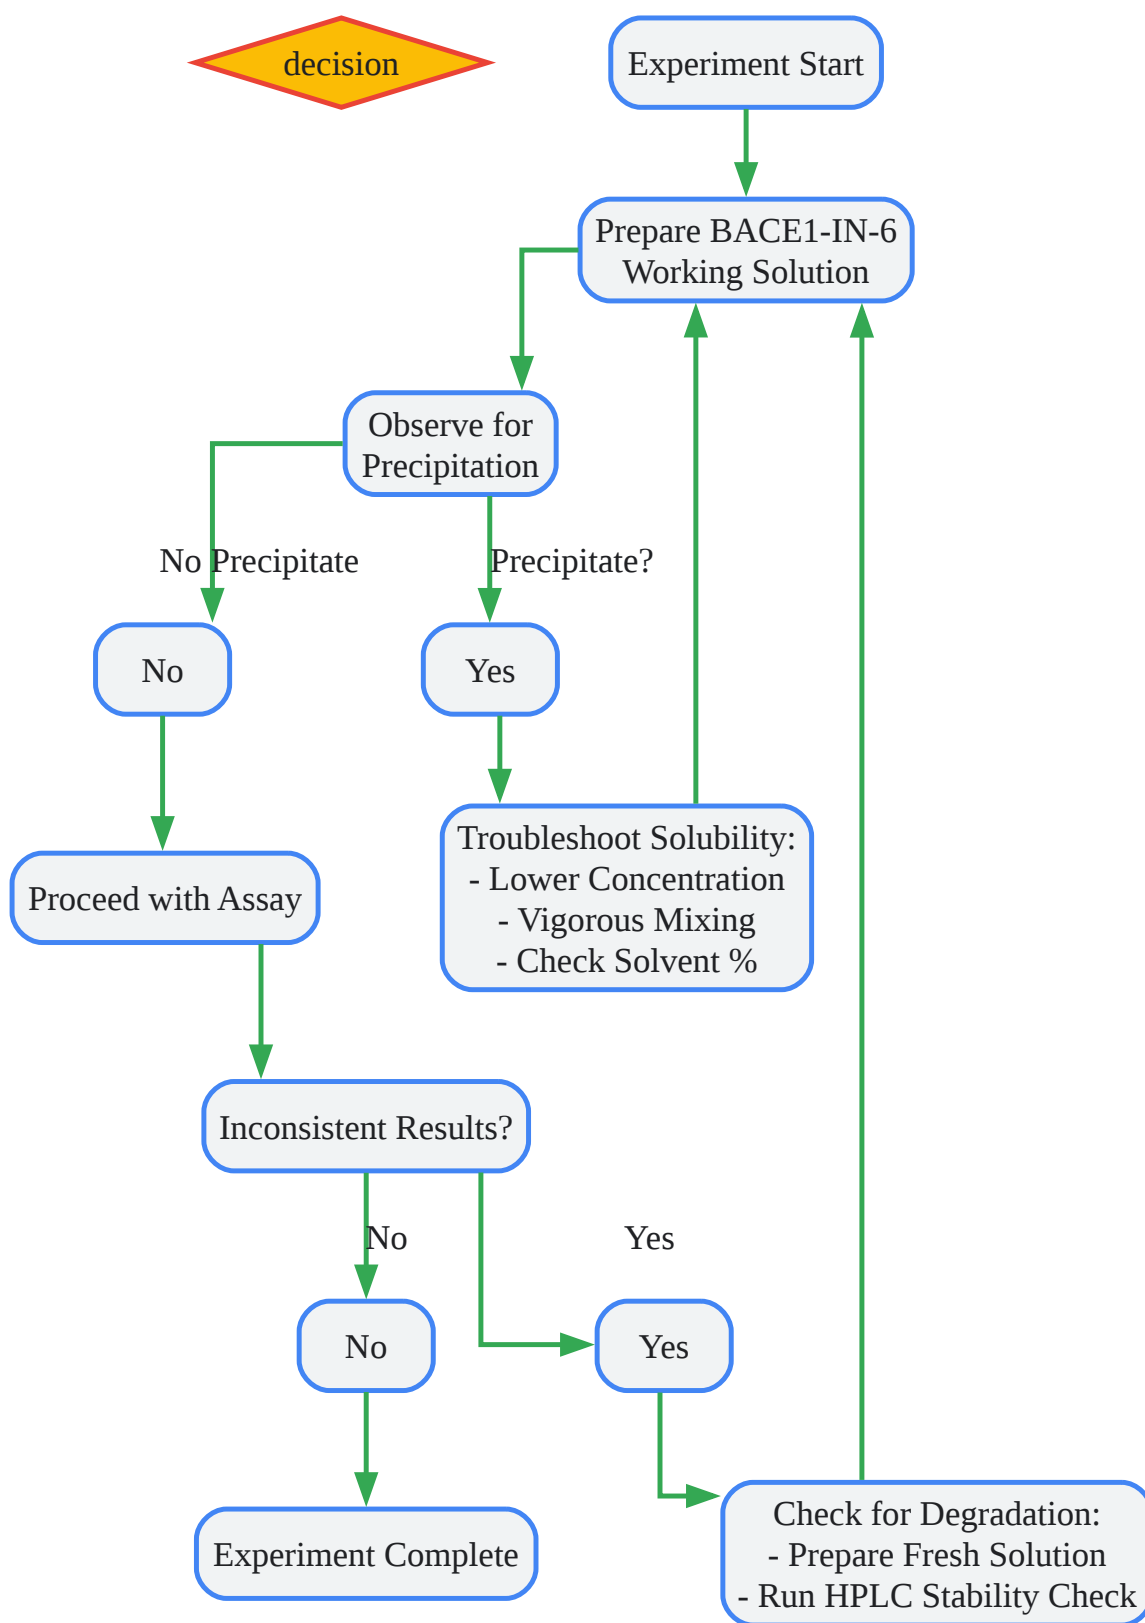 decision
Experiment Start
Prepare BACE1-IN-6
Working Solution
Observe for
Precipitation
No Precipitate
Precipitate?
No
Yes
Troubleshoot Solubility:
- Lower Concentration
- Vigorous Mixing
- Check Solvent %
Proceed with Assay
Inconsistent Results?
No
Yes
No
Yes
Experiment Complete
Check for Degradation:
- Prepare Fresh Solution
- Run HPLC Stability Check